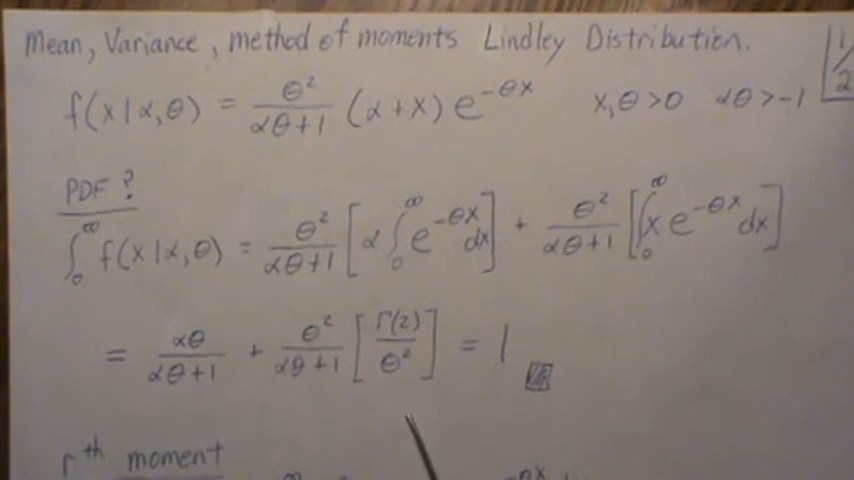 Mean, Variance, method of moments Lindley Distribution.
1/2
f(x|α,θ) = θ²/(αθ+1) (α+x) e^(-θx)   x,θ>0   αθ>-1
PDF?
∫₀^∞ f(x|α,θ) = θ²/(αθ+1) [α ∫₀^∞ e^(-θx) dx] + θ²/(αθ+1) [∫₀^∞ x e^(-θx) dx]
= αθ/(αθ+1) + θ²/(αθ+1) [Γ(2)/θ²] = 1
rth moment